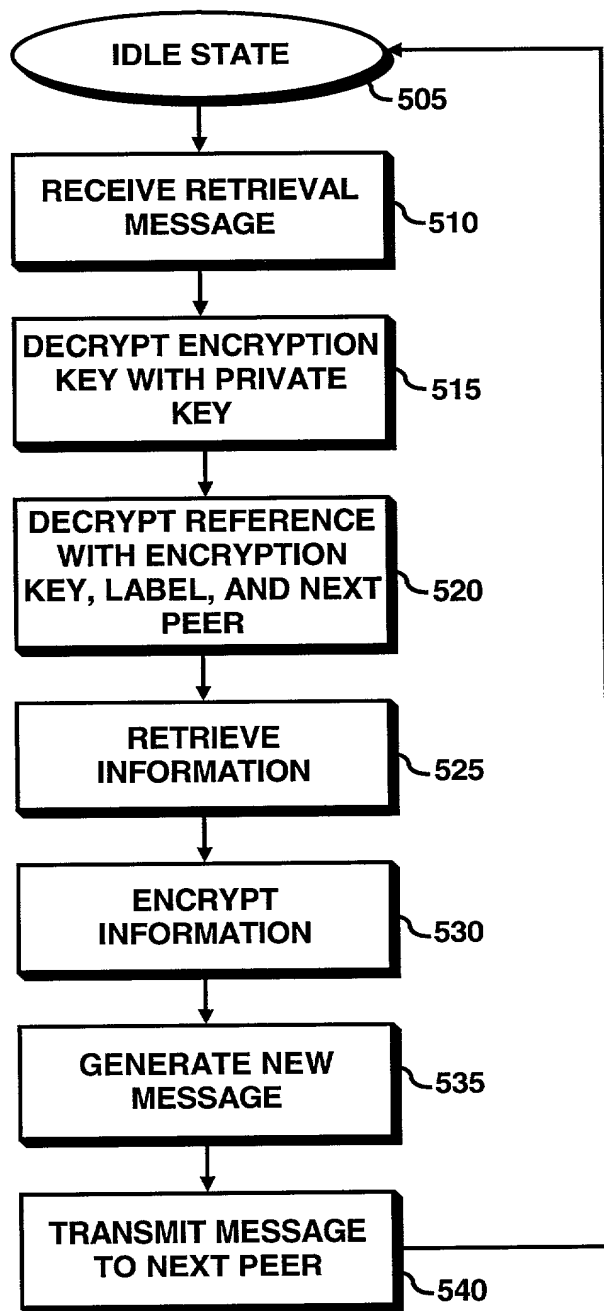 IDLE STATE
505
RECEIVE RETRIEVAL
MESSAGE
510
DECRYPT ENCRYPTION
KEY WITH PRIVATE
KEY
515
DECRYPT REFERENCE
WITH ENCRYPTION
KEY, LABEL, AND NEXT
PEER
520
RETRIEVE
INFORMATION
525
ENCRYPT
INFORMATION
530
GENERATE NEW
MESSAGE
535
TRANSMIT MESSAGE
TO NEXT PEER
540